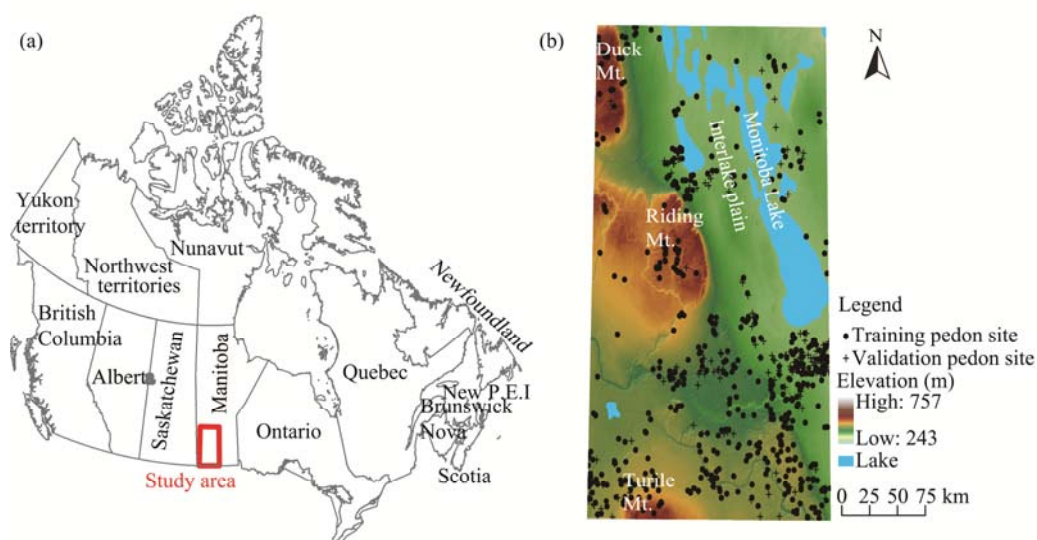 (a)
Yukon
territory
Nunavut
Northwest
territories
British
Columbia
Alberta
Saskatchewan
Manitoba
Ontario
Quebec
Newfoundland
New P.E.I
Brunswick
Nova
Scotia
Study area
(b)
N
Duck
Mt.
Interlake plain
Monitoba Lake
Riding
Mt.
Turile
Mt.
Legend
Training pedon site
Validation pedon site
Elevation (m)
High: 757
Low: 243
Lake
0 25 50 75 km